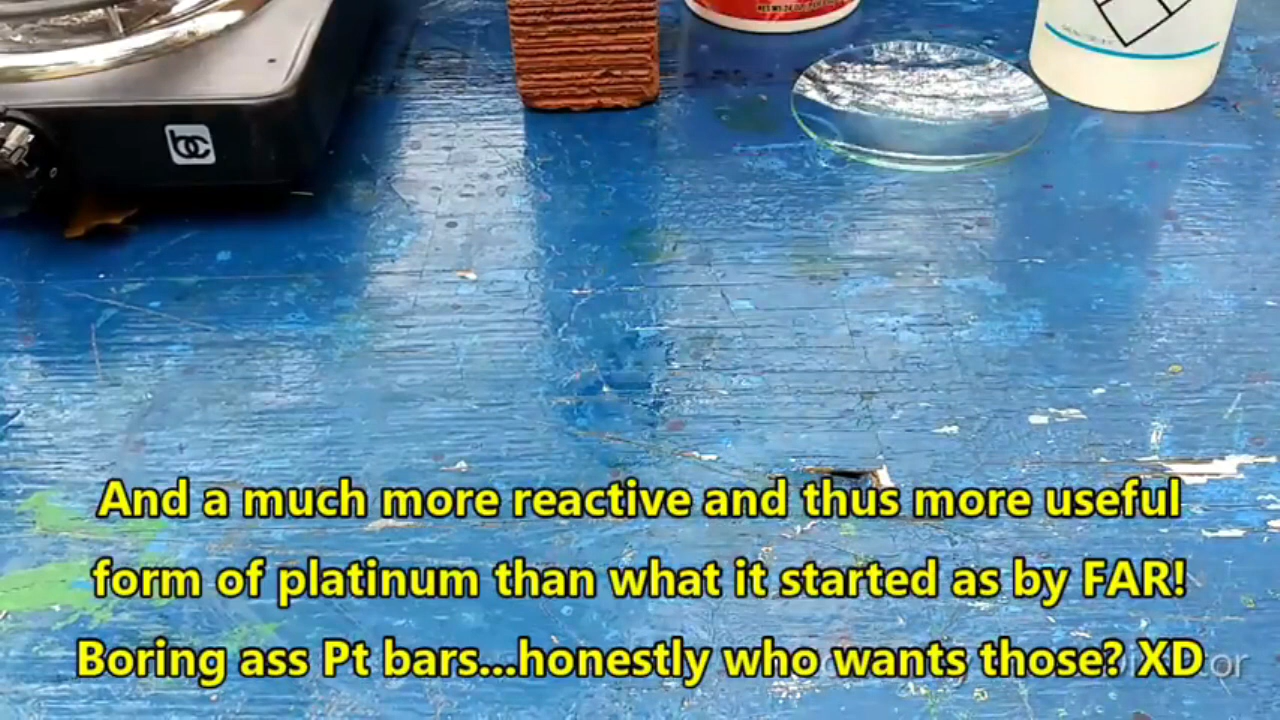 bc
And a much more reactive and thus more useful
form of platinum than what it started as by FAR!
Boring ass Pt bars...honestly who wants those? XD